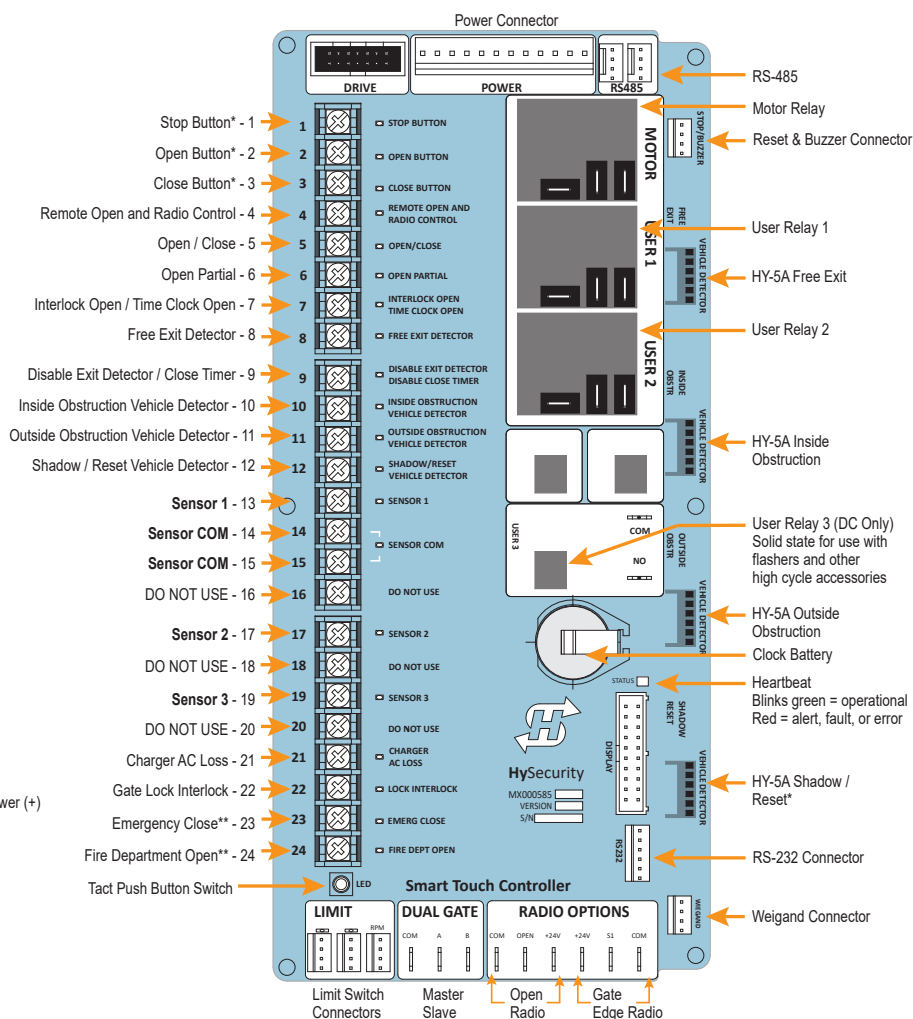 Power Connector
DRIVE
POWER
RS485
RS-485
Motor Relay
Reset & Buzzer Connector
User Relay 1
HY-5A Free Exit
User Relay 2
HY-5A Inside
Obstruction
User Relay 3 (DC Only)
Solid state for use with
flashers and other
high cycle accessories
HY-5A Outside
Obstruction
Clock Battery
Heartbeat
Blinks green = operational
Red = alert, fault, or error
HY-5A Shadow /
Reset*
RS-232 Connector
Weigand Connector
Stop Button* - 1
Open Button* - 2
Close Button* - 3
Remote Open and Radio Control - 4
Open / Close - 5
Open Partial - 6
Interlock Open / Time Clock Open - 7
Free Exit Detector - 8
Disable Exit Detector / Close Timer - 9
Inside Obstruction Vehicle Detector - 10
Outside Obstruction Vehicle Detector - 11
Shadow / Reset Vehicle Detector - 12
Sensor 1 - 13
Sensor COM - 14
Sensor COM - 15
DO NOT USE - 16
Sensor 2 - 17
DO NOT USE - 18
Sensor 3 - 19
DO NOT USE - 20
Charger AC Loss - 21
Gate Lock Interlock - 22
wer (+)
Emergency Close** - 23
Fire Department Open** - 24
Tact Push Button Switch
1
STOP BUTTON
2
OPEN BUTTON
3
CLOSE BUTTON
4
REMOTE OPEN AND
RADIO CONTROL
5
OPEN/CLOSE
6
OPEN PARTIAL
7
INTERLOCK OPEN
TIME CLOCK OPEN
8
FREE EXIT DETECTOR
9
DISABLE EXIT DETECTOR
DISABLE CLOSE TIMER
10
INSIDE OBSTRUCTION
VEHICLE DETECTOR
11
OUTSIDE OBSTRUCTION
VEHICLE DETECTOR
12
SHADOW/RESET
VEHICLE DETECTOR
13
SENSOR 1
14
SENSOR COM
15
16
DO NOT USE
17
SENSOR 2
18
DO NOT USE
19
SENSOR 3
20
DO NOT USE
21
CHARGER
AC LOSS
22
LOCK INTERLOCK
23
EMERG CLOSE
24
FIRE DEPT OPEN
LED
MOTOR
USER 1
USER 2
USER 3
COM
NO
STOP/BUZZER
FREE
EXIT
VEHICLE DETECTOR
INSIDE
OBSTR
VEHICLE DETECTOR
OUTSIDE
OBSTR
VEHICLE DETECTOR
STATUS
SHADOW
RESET
VEHICLE DETECTOR
DISPLAY
RS232
WIEGAND
HySecurity
MX000585
VERSION
S/N
Smart Touch Controller
LIMIT
RPM
DUAL GATE
COM
A
B
RADIO OPTIONS
COM
OPEN
+24V
+24V
S1
COM
Limit Switch
Connectors
Master
Slave
Open
Radio
Gate
Edge Radio